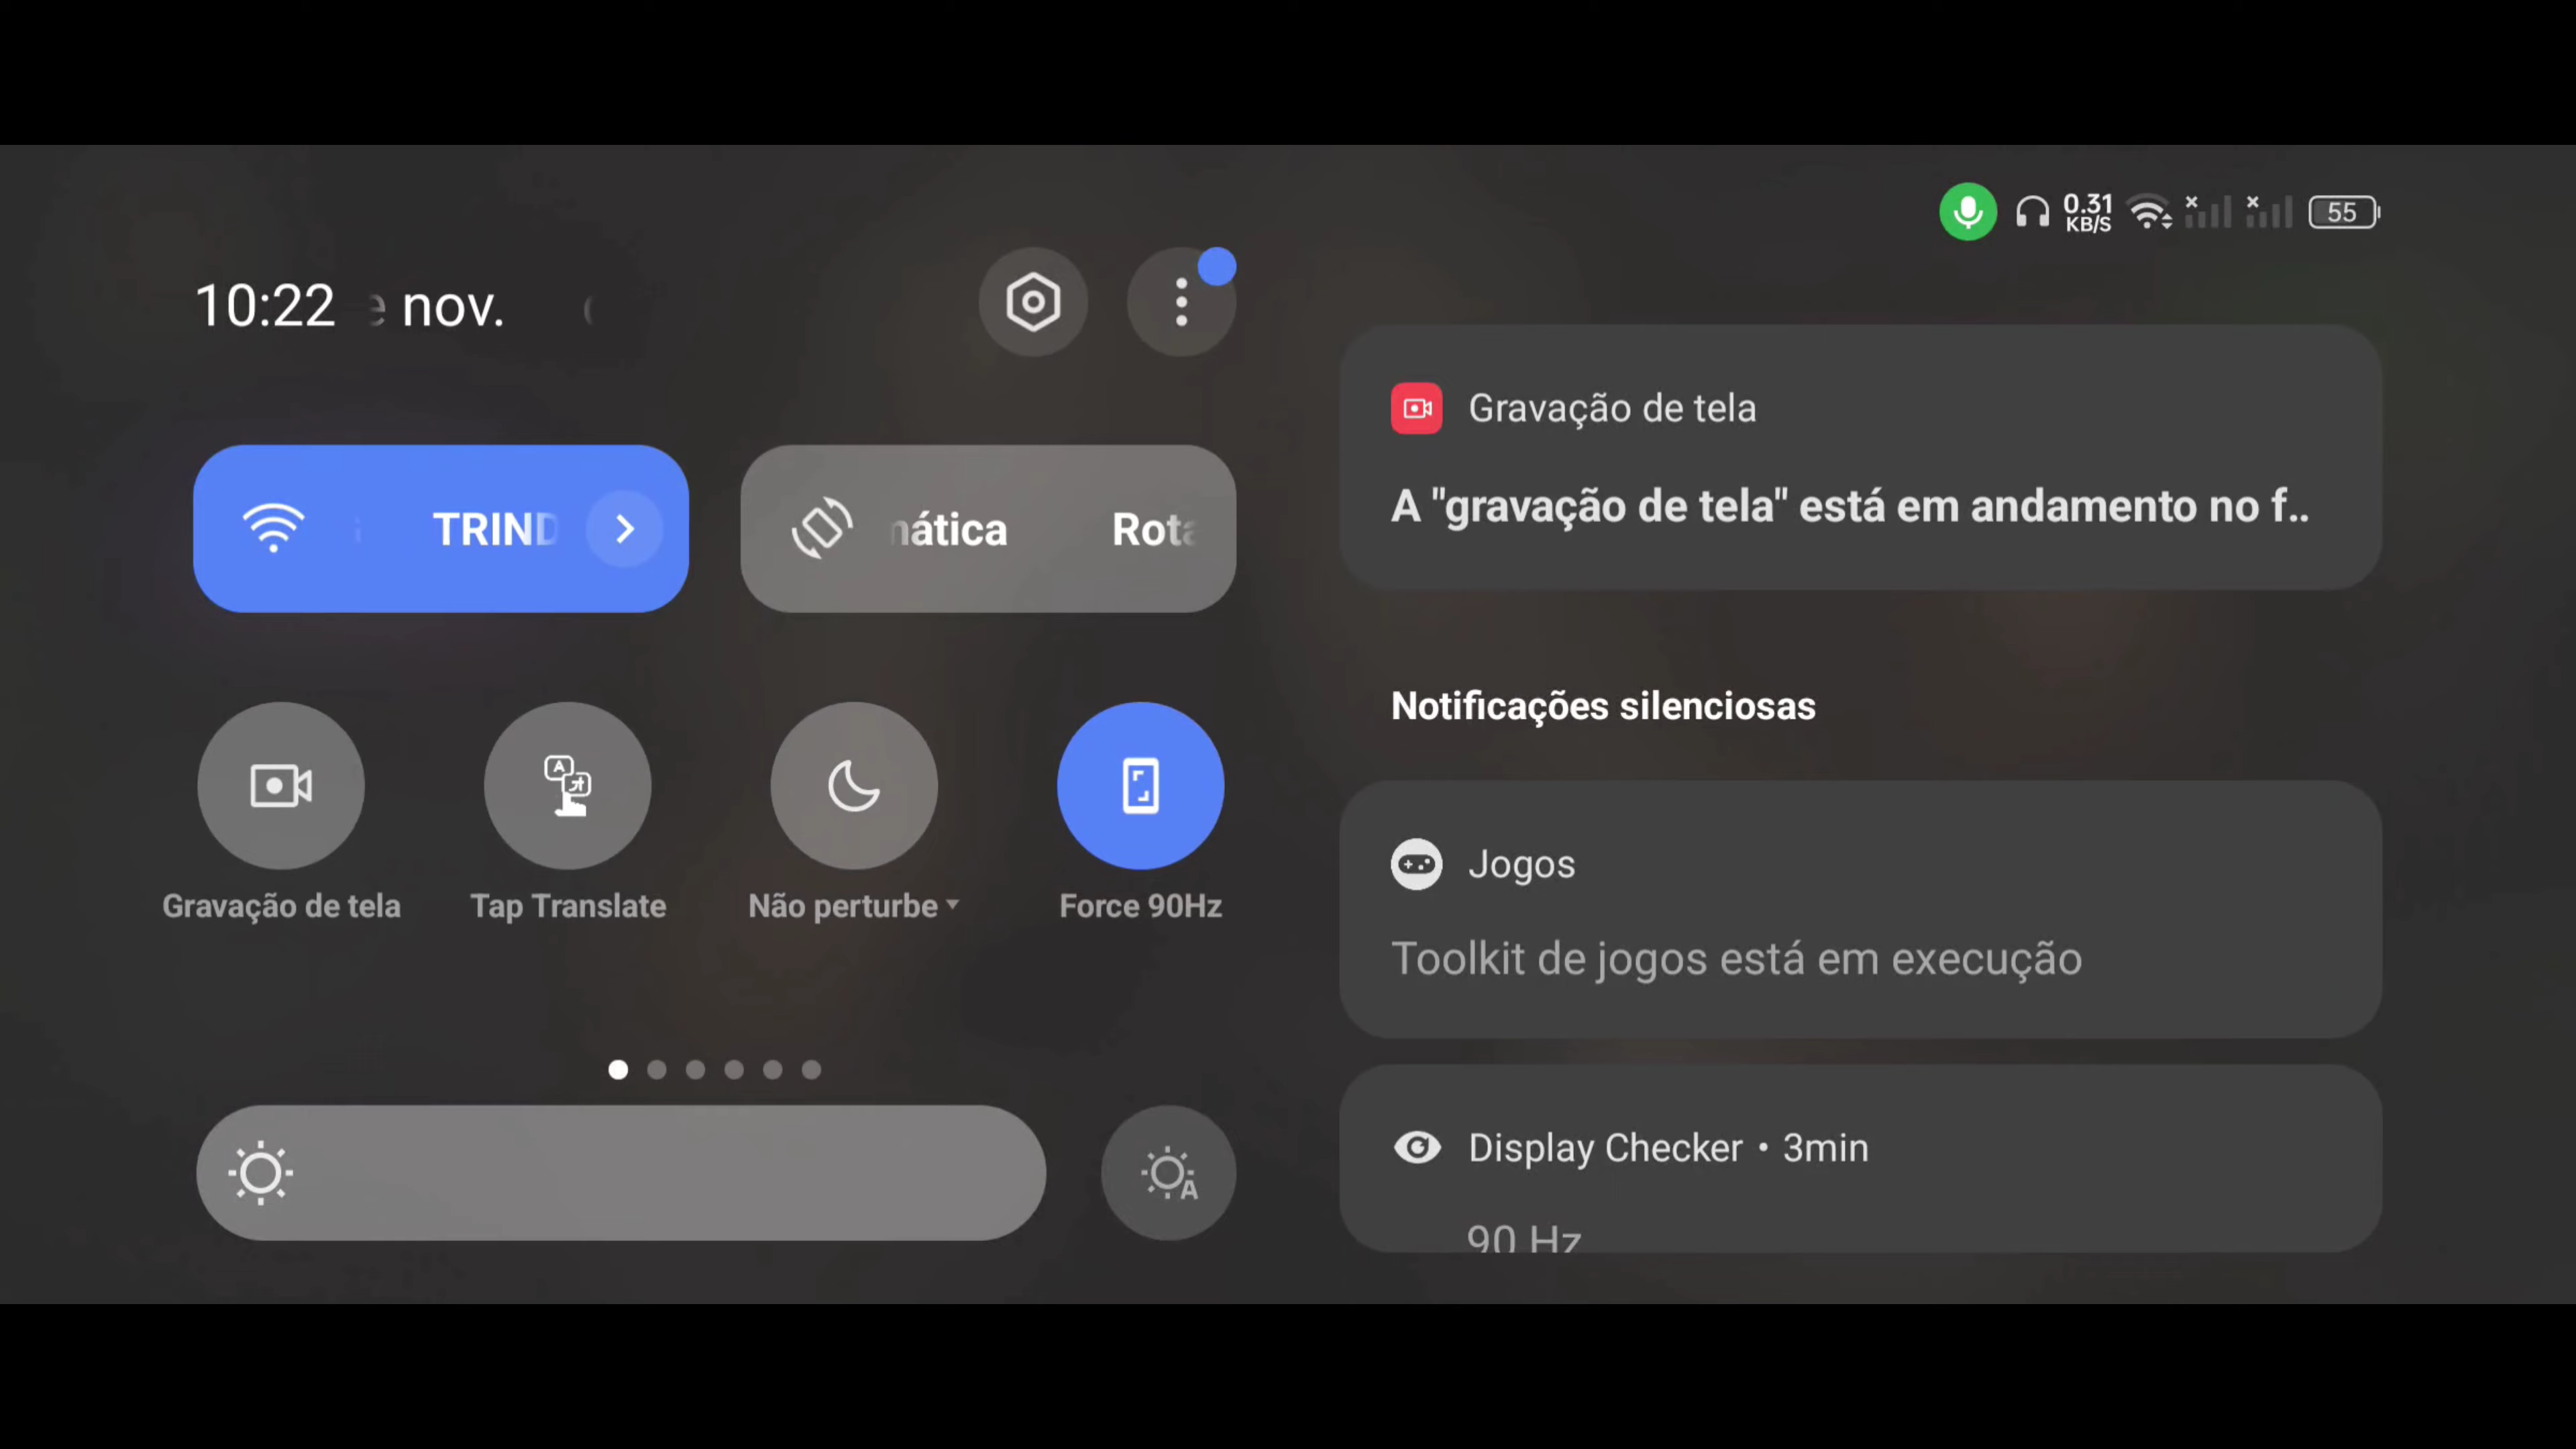 0.31
KB/S
55
10:22 nov.
TRIND
Gravação de tela
Tap Translate
Não perturbe
Force 90Hz
Gravação de tela
A "gravação de tela" está em andamento no f..
Notificações silenciosas
Jogos
Toolkit de jogos está em execução
Display Checker • 3min
90 Hz